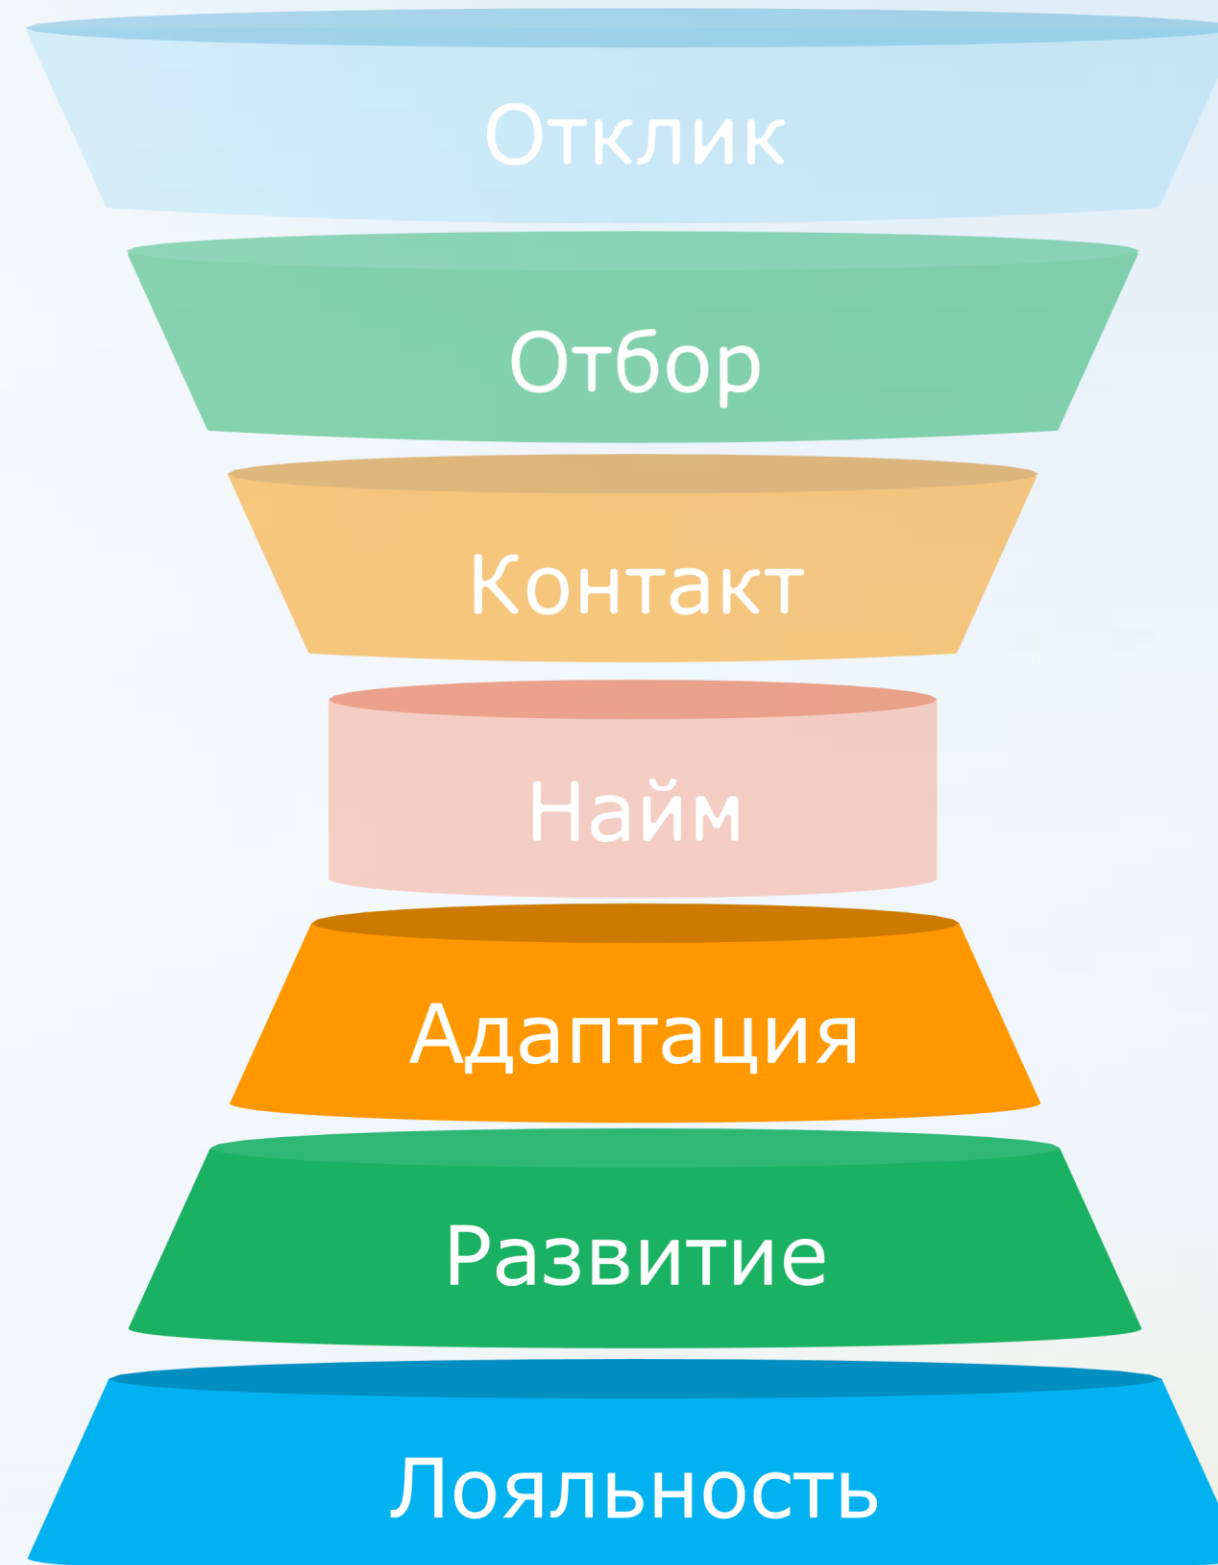 Отклик
Отбор
Контакт
Найм
Адаптация
Развитие
Лояльность